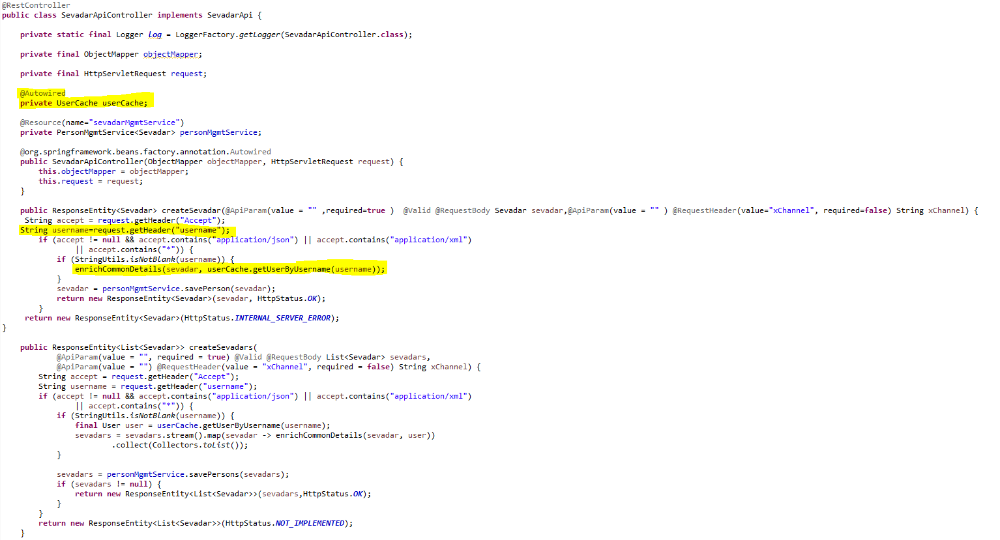 @RestController
public class SevadarApiController implements SevadarApi {
private static final Logger log = LoggerFactory.getLogger(SevadarApiController.class);
private final ObjectMapper objectMapper;
private final HttpServletRequest request;
@Autowired
private UserCache userCache;
@Resource(name="sevadarMgmtService")
private PersonMgmtService<Sevadar> personMgmtService;
@org.springframework.beans.factory.annotation.Autowired
public SevadarApiController(ObjectMapper objectMapper, HttpServletRequest request) {
this.objectMapper = objectMapper;
this.request = request;
}
public ResponseEntity<Sevadar> createSevadar(@ApiParam(value = "" ,required=true )  @Valid @RequestBody Sevadar sevadar,@ApiParam(value = "" ) @RequestHeader(value="xChannel", required=false) String xChannel) {
String accept = request.getHeader("Accept");
String username=request.getHeader("username");
if (accept != null && accept.contains("application/json") || accept.contains("application/xml")
|| accept.contains("*")) {
if (StringUtils.isNotBlank(username)) {
enrichCommonDetails(sevadar, userCache.getUserByUsername(username));
}
sevadar = personMgmtService.savePerson(sevadar);
return new ResponseEntity<Sevadar>(sevadar, HttpStatus.OK);
}
return new ResponseEntity<Sevadar>(HttpStatus.INTERNAL_SERVER_ERROR);
}
public ResponseEntity<List<Sevadar>> createSevadars(
@ApiParam(value = "", required = true) @Valid @RequestBody List<Sevadar> sevadars,
@ApiParam(value = "") @RequestHeader(value = "xChannel", required = false) String xChannel) {
String accept = request.getHeader("Accept");
String username = request.getHeader("username");
if (accept != null && accept.contains("application/json") || accept.contains("application/xml")
|| accept.contains("*")) {
if (StringUtils.isNotBlank(username)) {
final User user = userCache.getUserByUsername(username);
sevadars = sevadars.stream().map(sevadar -> enrichCommonDetails(sevadar, user))
.collect(Collectors.toList());
}
sevadars = personMgmtService.savePersons(sevadars);
if (sevadars != null) {
return new ResponseEntity<List<Sevadar>>(sevadars,HttpStatus.OK);
}
}
return new ResponseEntity<List<Sevadar>>(HttpStatus.NOT_IMPLEMENTED);
}